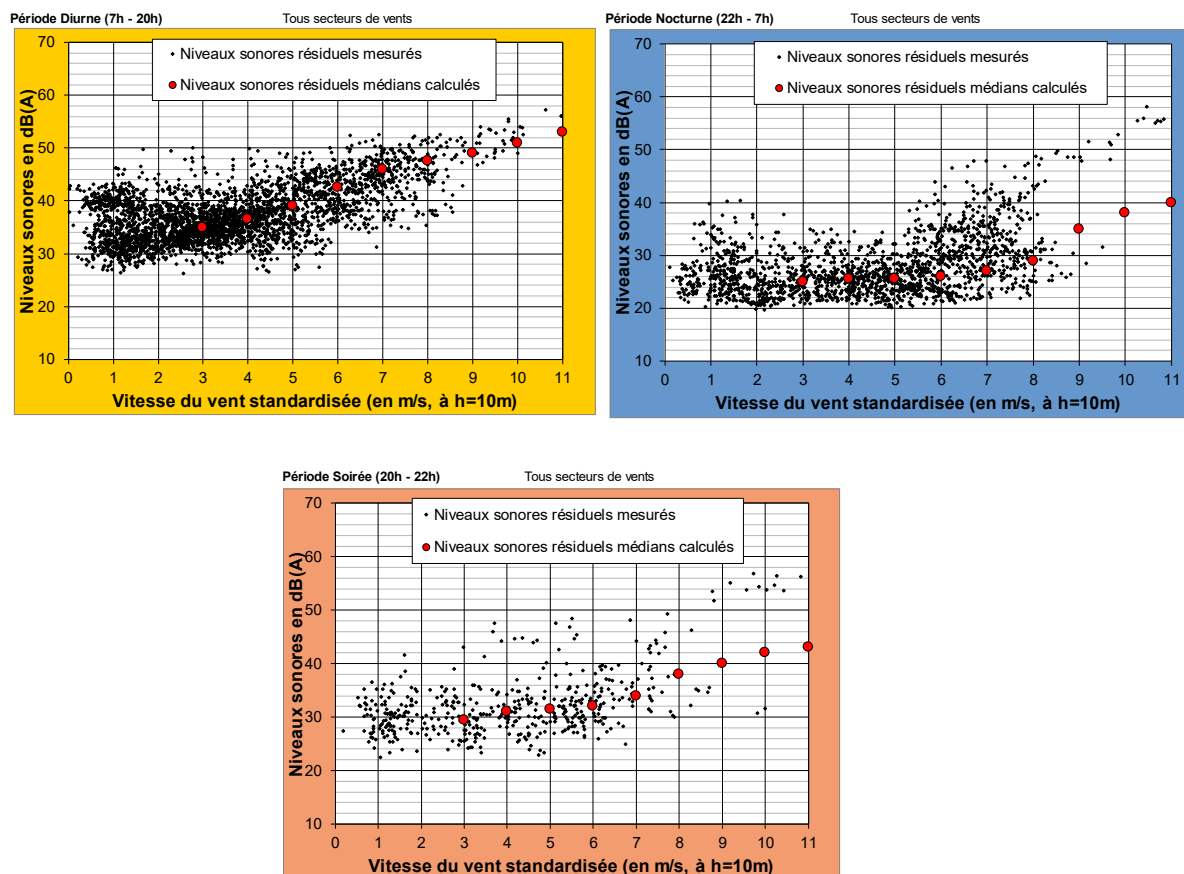 Période Diurne (7h - 20h) Tous secteurs de vents
Niveaux sonores résiduels mesurés
Niveaux sonores résiduels médians calculés
Niveaux sonores en dB(A)
70
60
50
40
30
20
10
0 1 2 3 4 5 6 7 8 9 10 11
Vitesse du vent standardisée (en m/s, à h=10m)
Période Nocturne (22h - 7h) Tous secteurs de vents
Niveaux sonores résiduels mesurés
Niveaux sonores résiduels médians calculés
Niveaux sonores en dB(A)
70
60
50
40
30
20
10
0 1 2 3 4 5 6 7 8 9 10 11
Vitesse du vent standardisée (en m/s, à h=10m)
Période Soirée (20h - 22h) Tous secteurs de vents
Niveaux sonores résiduels mesurés
Niveaux sonores résiduels médians calculés
Niveaux sonores en dB(A)
70
60
50
40
30
20
10
0 1 2 3 4 5 6 7 8 9 10 11
Vitesse du vent standardisée (en m/s, à h=10m)